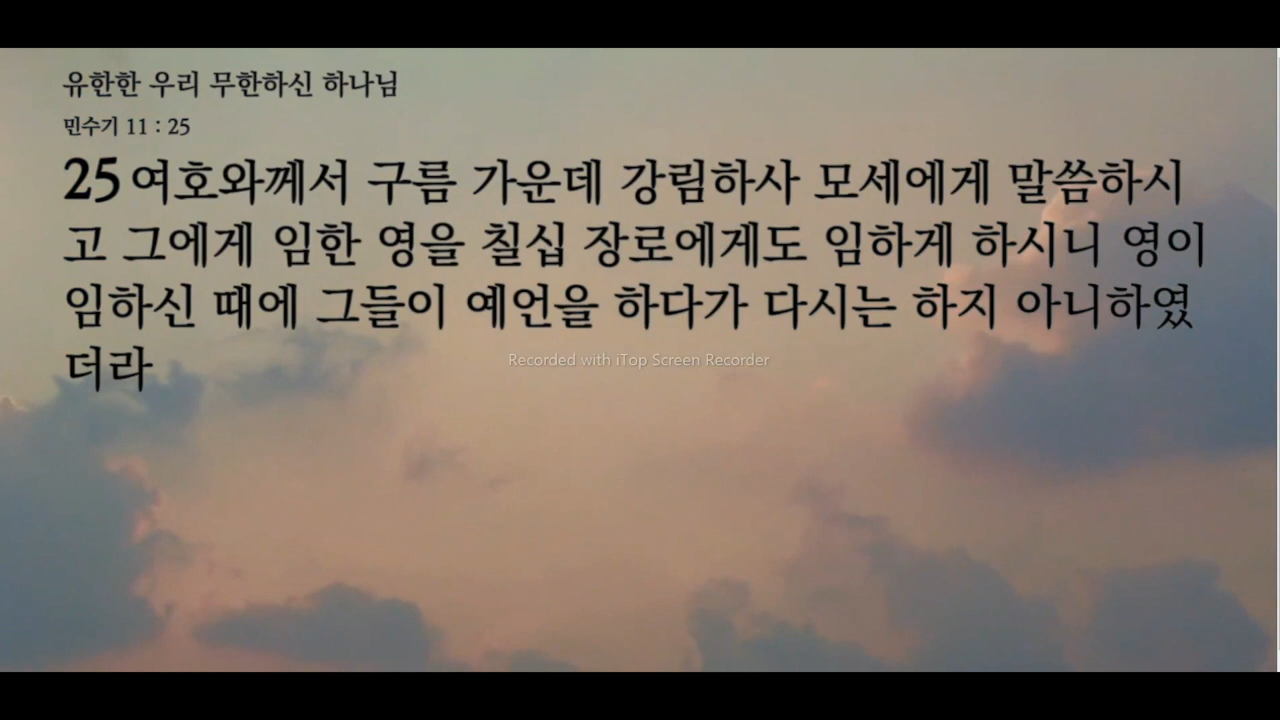 유한한 우리 무한하신 하나님
민수기 11 : 25
25 여호와께서 구름 가운데 강림하사 모세에게 말씀하시
고 그에게 임한 영을 칠십 장로에게도 임하게 하시니 영이
임하신 때에 그들이 예언을 하다가 다시는 하지 아니하였
더라
Recorded with iTop Screen Recorder